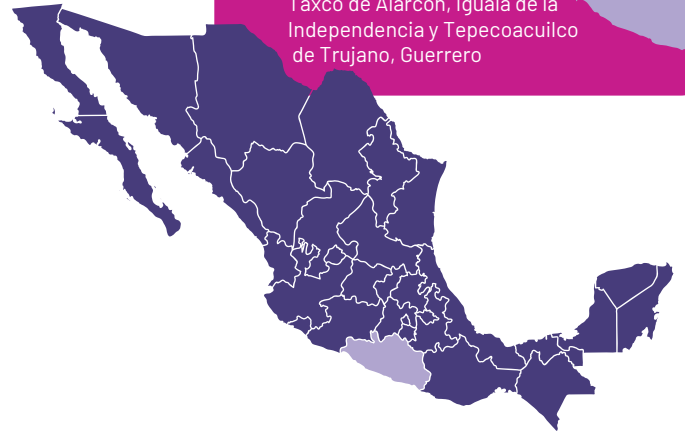 Taxco de Alarcón, Iguala de la
Independencia y Tepecoacuilco
de Trujano, Guerrero